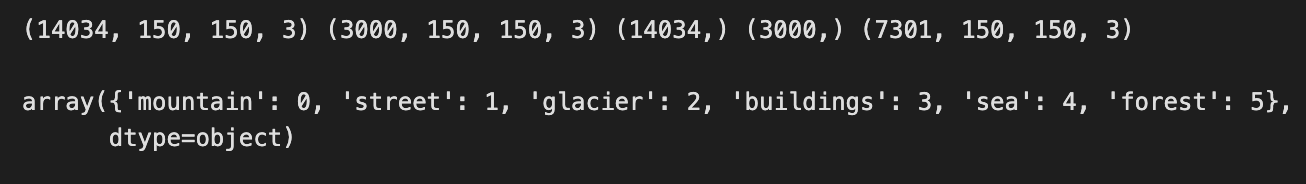 (14034, 150, 150, 3) (3000, 150, 150, 3) (14034,) (3000,) (7301, 150, 150, 3)
array({'mountain': 0, 'street': 1, 'glacier': 2, 'buildings': 3, 'sea': 4, 'forest': 5},
dtype=object)